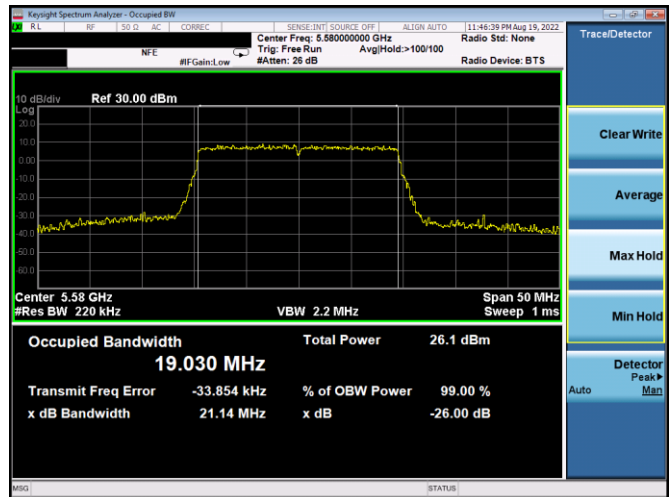 Keysight Spectrum Analyzer - Occupied BW
RL RF 50 Ω AC CORREC SENSE:INT SOURCE OFF ALIGN AUTO 11:46:39 PM Aug 19, 2022
Center Freq: 5.580000000 GHz Radio Std: None
NFE Trig: Free Run Avg|Hold:>100/100
#IFGain:Low #Atten: 26 dB Radio Device: BTS
Trace/Detector
10 dB/div Ref 30.00 dBm
Log
20.0
10.0
0.00
-10.0
-20.0
-30.0
-40.0
-50.0
-60.0
Center 5.58 GHz Span 50 MHz
#Res BW 220 kHz VBW 2.2 MHz Sweep 1 ms
Occupied Bandwidth Total Power 26.1 dBm
19.030 MHz
Transmit Freq Error -33.854 kHz % of OBW Power 99.00 %
x dB Bandwidth 21.14 MHz x dB -26.00 dB
Clear Write
Average
Max Hold
Min Hold
Detector
Peak▶
Auto Man
MSG STATUS